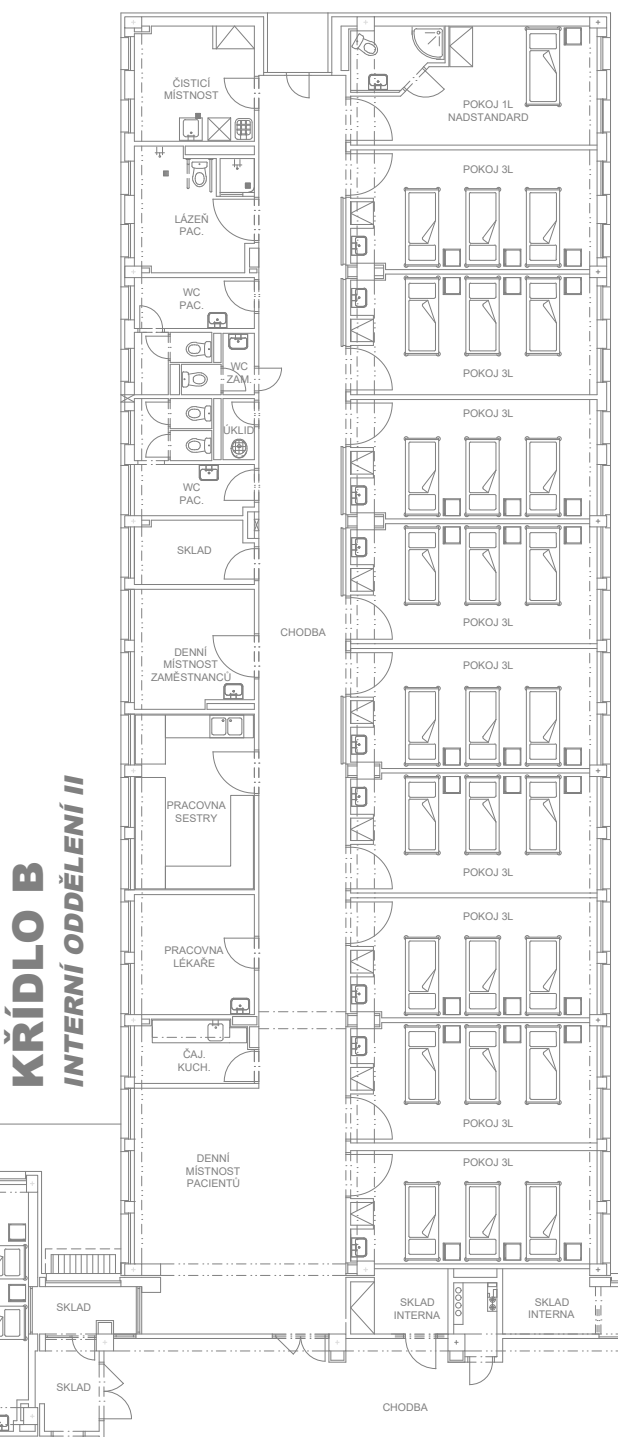 ČISTICÍ
MÍSTNOST
POKOJ 1L
NADSTANDARD
POKOJ 3L
LÁZEŇ
PAC.
WC
PAC.
POKOJ 3L
WC
ZAM.
POKOJ 3L
ÚKLID
WC
PAC.
SKLAD
POKOJ 3L
CHODBA
DENNÍ
MÍSTNOST
ZAMĚSTNANCŮ
POKOJ 3L
PRACOVNA
SESTRY
POKOJ 3L
KŘÍDLO B
INTERNÍ ODDĚLENÍ II
POKOJ 3L
PRACOVNA
LÉKAŘE
ČAJ.
KUCH.
POKOJ 3L
DENNÍ
MÍSTNOST
PACIENTŮ
POKOJ 3L
SKLAD
SKLAD
INTERNA
SKLAD
INTERNA
SKLAD
CHODBA